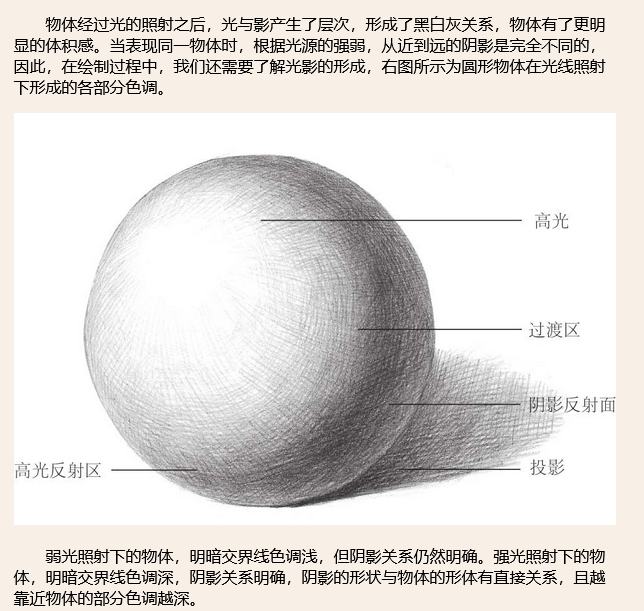 物体经过光的照射之后，光与影产生了层次，形成了黑白灰关系，物体有了更明
显的体积感。当表现同一物体时，根据光源的强弱，从近到远的阴影是完全不同的，
因此，在绘制过程中，我们还需要了解光影的形成，右图所示为圆形物体在光线照射
下形成的各部分色调。
高光
过渡区
阴影反射面
投影
高光反射区
弱光照射下的物体，明暗交界线色调浅，但阴影关系仍然明确。强光照射下的物
体，明暗交界线色调深，阴影关系明确，阴影的形状与物体的形体有直接关系，且越
靠近物体的部分色调越深。